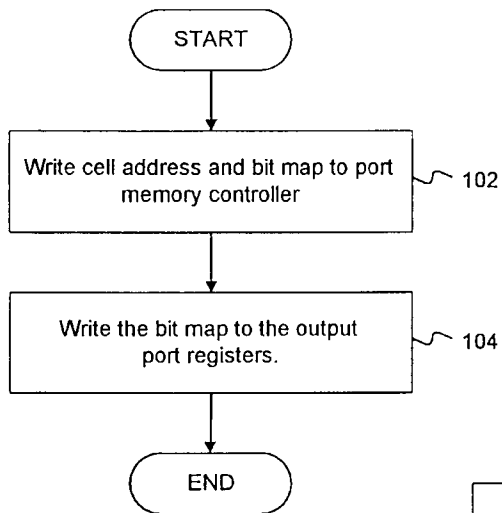 START
Write cell address and bit map to port
memory controller
102
Write the bit map to the output
port registers.
104
END